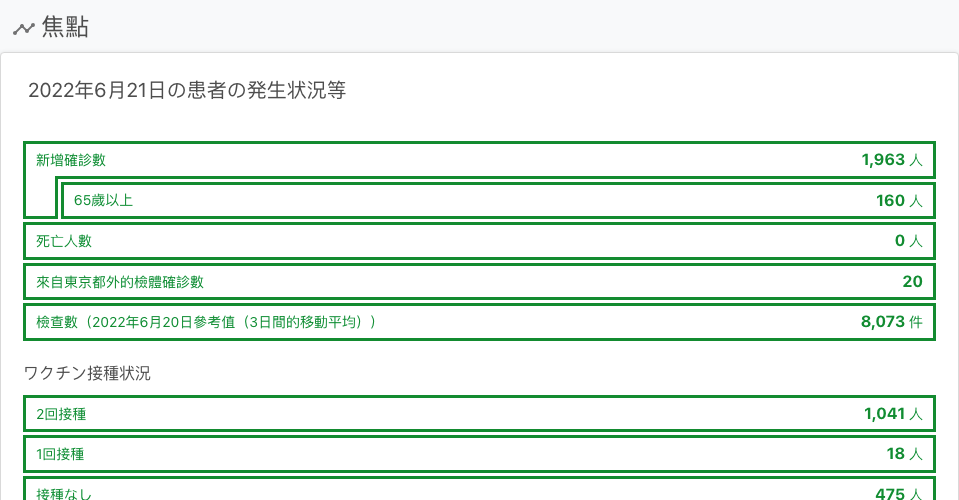 焦點
2022年6月21日の患者の発生状況等
新增確診數 1,963 人
65歲以上 160 人
死亡人數 0 人
來自東京都外的檢體確診數 20
檢查數（2022年6月20日參考值（3日間的移動平均）） 8,073 件
ワクチン接種状況
2回接種 1,041 人
1回接種 18 人
接種なし 475 人